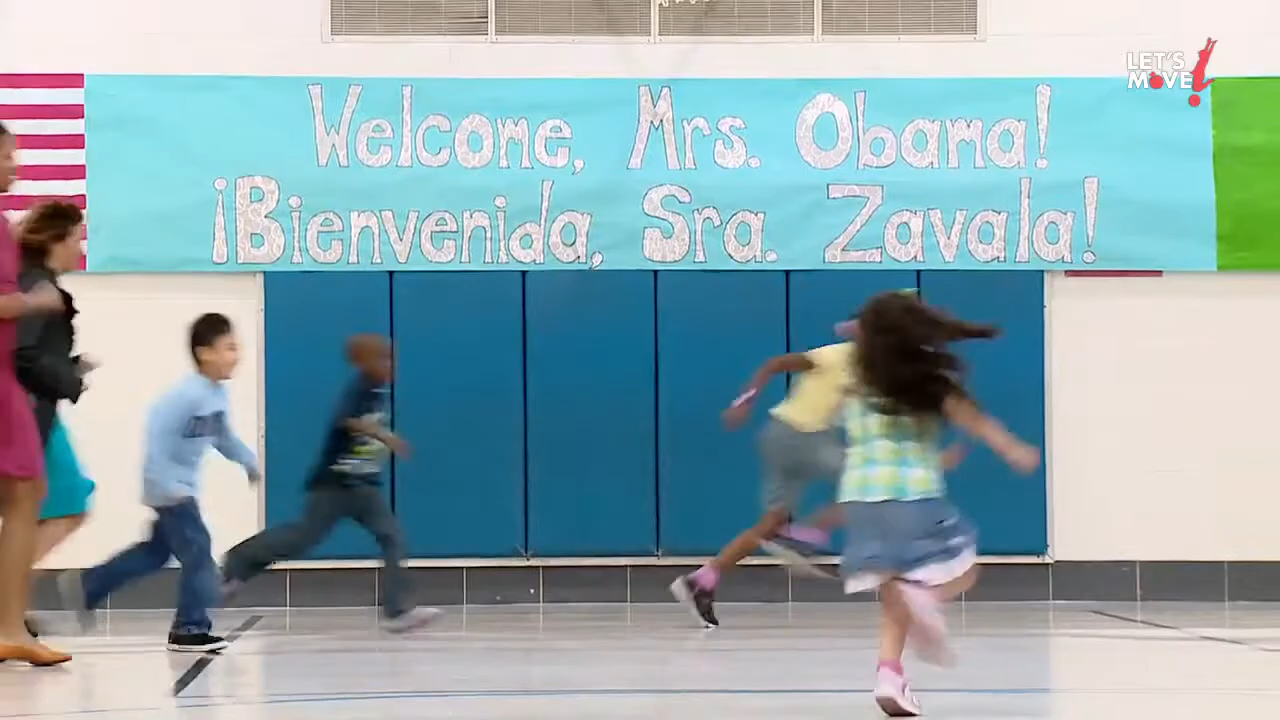 LET'S
MOVE!
Welcome, Mrs. Obama!
¡Bienvenida, Sra. Zavala!